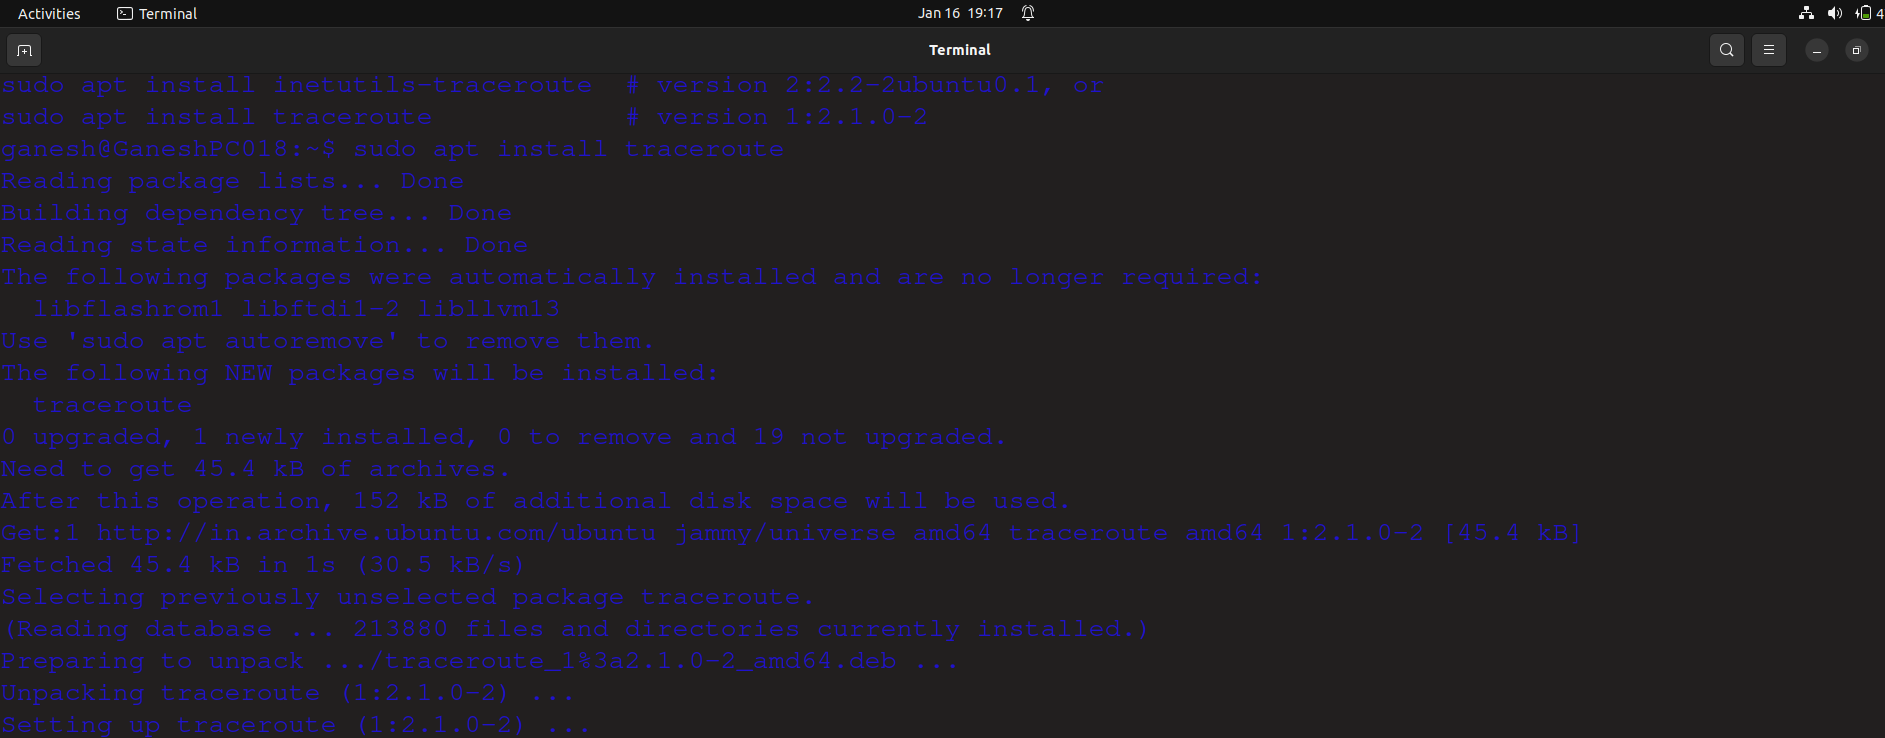 Activities Terminal Jan 16 19:17 4
Terminal
sudo apt install inetutils-traceroute # version 2:2.2-2ubuntu0.1, or
sudo apt install traceroute # version 1:2.1.0-2
ganesh@GaneshPC018:~$ sudo apt install traceroute
Reading package lists... Done
Building dependency tree... Done
Reading state information... Done
The following packages were automatically installed and are no longer required:
libflashrom1 libftdi1-2 libllvm13
Use 'sudo apt autoremove' to remove them.
The following NEW packages will be installed:
traceroute
0 upgraded, 1 newly installed, 0 to remove and 19 not upgraded.
Need to get 45.4 kB of archives.
After this operation, 152 kB of additional disk space will be used.
Get:1 http://in.archive.ubuntu.com/ubuntu jammy/universe amd64 traceroute amd64 1:2.1.0-2 [45.4 kB]
Fetched 45.4 kB in 1s (30.5 kB/s)
Selecting previously unselected package traceroute.
(Reading database ... 213880 files and directories currently installed.)
Preparing to unpack .../traceroute_1%3a2.1.0-2_amd64.deb ...
Unpacking traceroute (1:2.1.0-2) ...
Setting up traceroute (1:2.1.0-2) ...